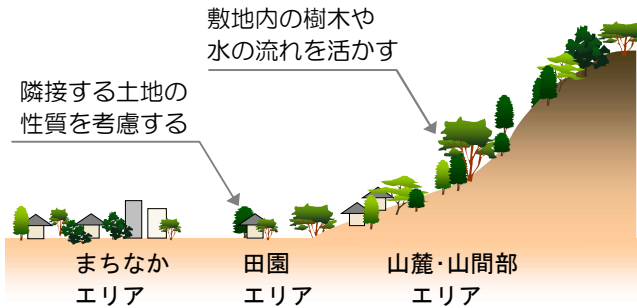 敷地内の樹木や
水の流れを活かす
隣接する土地の
性質を考慮する
まちなか
エリア
田園
エリア
山麓・山間部
エリア